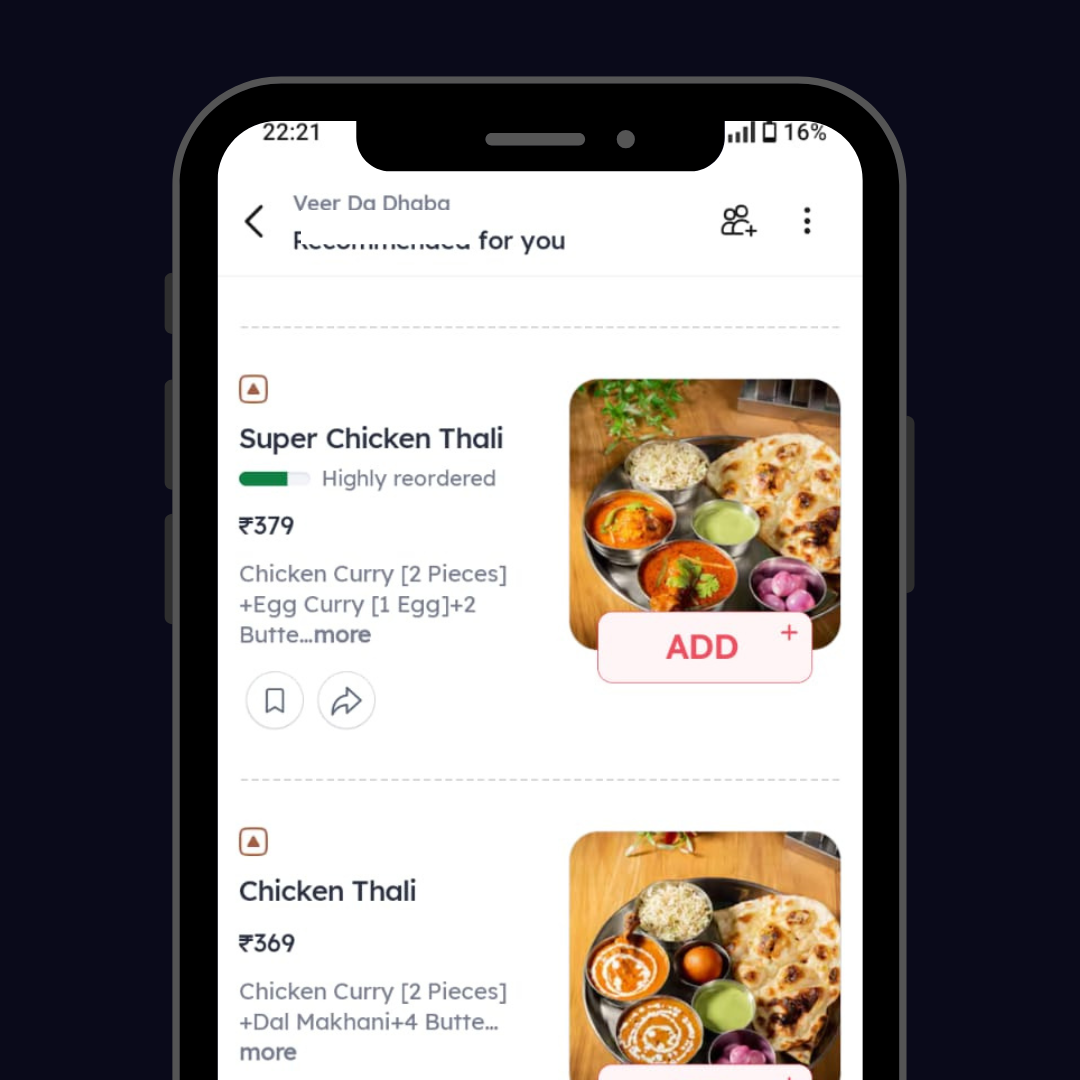 22:21
16%
Veer Da Dhaba
Recommended for you
Super Chicken Thali
Highly reordered
₹379
Chicken Curry [2 Pieces]
+Egg Curry [1 Egg]+2
Butte...more
ADD
+
Chicken Thali
₹369
Chicken Curry [2 Pieces]
+Dal Makhani+4 Butte...
more